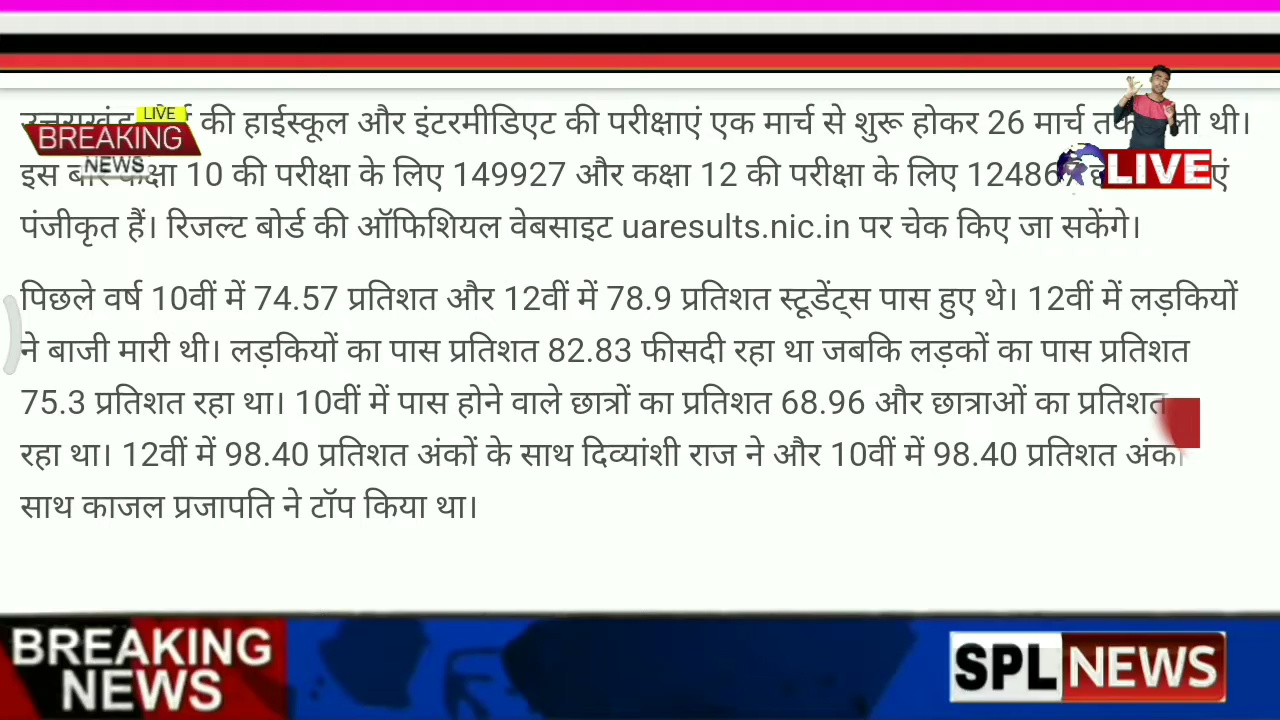 LIVE
BREAKING
NEWS
की हाईस्कूल और इंटरमीडिएट की परीक्षाएं एक मार्च से शुरू होकर 26 मार्च थी।
LIVE
इस कक्षा 10 की परीक्षा के लिए 149927 और कक्षा 12 की परीक्षा के लिए
पंजीकृत हैं। रिजल्ट बोर्ड की ऑफिशियल वेबसाइट uaresults.nic.in पर चेक किए जा सकेंगे।
पिछले वर्ष 10वीं में 74.57 प्रतिशत और 12वीं में 78.9 प्रतिशत स्टूडेंट्स पास हुए थे। 12वीं में लड़कियों
ने बाजी मारी थी। लड़कियों का पास प्रतिशत 82.83 फीसदी रहा था जबकि लड़कों का पास प्रतिशत
75.3 प्रतिशत रहा था। 10वीं में पास होने वाले छात्रों का प्रतिशत 68.96 और छात्राओं का प्रतिशत
रहा था। 12वीं में 98.40 प्रतिशत अंकों के साथ दिव्यांशी राज ने और 10वीं में 98.40 प्रतिशत
साथ काजल प्रजापति ने टॉप किया था।
BREAKING
NEWS
SPL NEWS